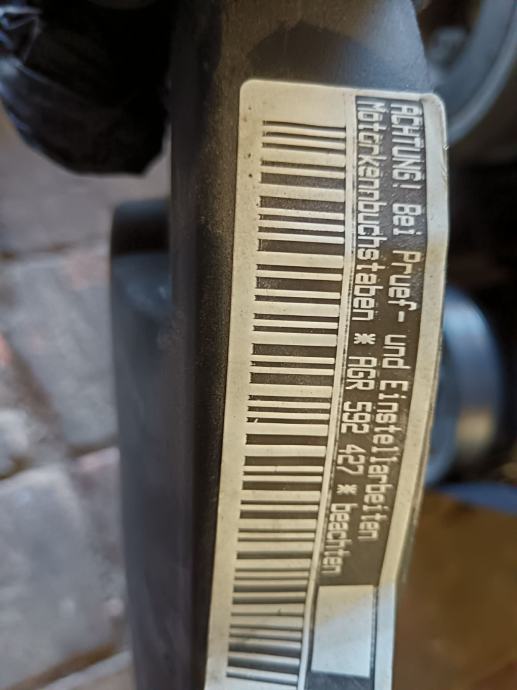 ACHTUNG! Bei Pruef- und Einstellarbeiten
Motorkennbuchstaben * AGR 592 427 * beachten